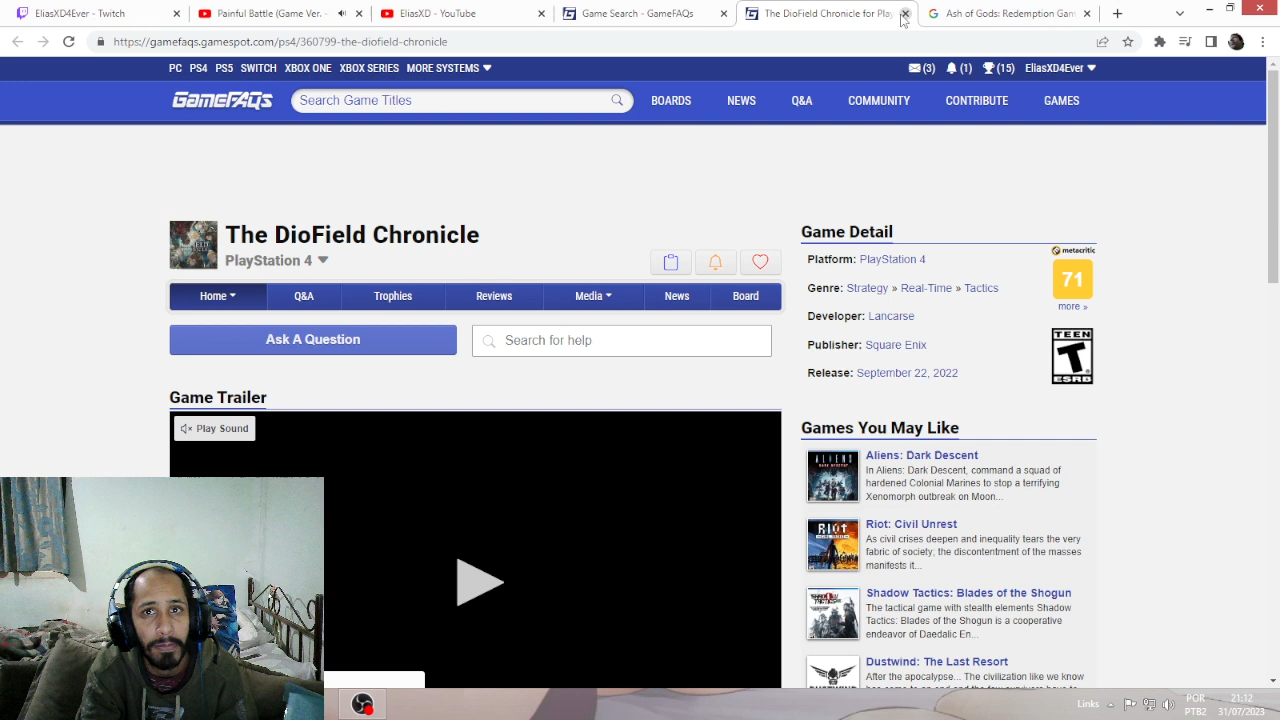 EliasXD4Ever - Twitch
Painful Battle (Game Ver.
EliasXD - YouTube
Game Search - GameFAQs
The DioField Chronicle for Play
Ash of Gods: Redemption Gam
https://gamefaqs.gamespot.com/ps4/360799-the-diofield-chronicle
PC PS4 PS5 SWITCH XBOX ONE XBOX SERIES MORE SYSTEMS
(3) (1) (15) EliasXD4Ever
GameFAQs
Search Game Titles
BOARDS NEWS Q&A COMMUNITY CONTRIBUTE GAMES
The DioField Chronicle
PlayStation 4
Home Q&A Trophies Reviews Media News Board
Ask A Question
Search for help
Game Trailer
Play Sound
Game Detail
Platform: PlayStation 4
Genre: Strategy » Real-Time » Tactics
Developer: Lancarse
Publisher: Square Enix
Release: September 22, 2022
metacritic
71
more »
TEEN
T
ESRB
Games You May Like
Aliens: Dark Descent
In Aliens: Dark Descent, command a squad of
hardened Colonial Marines to stop a terrifying
Xenomorph outbreak on Moon...
Riot: Civil Unrest
As civil crises deepen and inequality tears the very
fabric of society; the discontentment of the masses
manifests it...
Shadow Tactics: Blades of the Shogun
The tactical game with stealth elements Shadow
Tactics: Blades of the Shogun is a cooperative
endeavor of Daedalic En...
Dustwind: The Last Resort
After the apocalypse... The civilization like we know
Links
POR
PTB2
21:12
31/07/2023